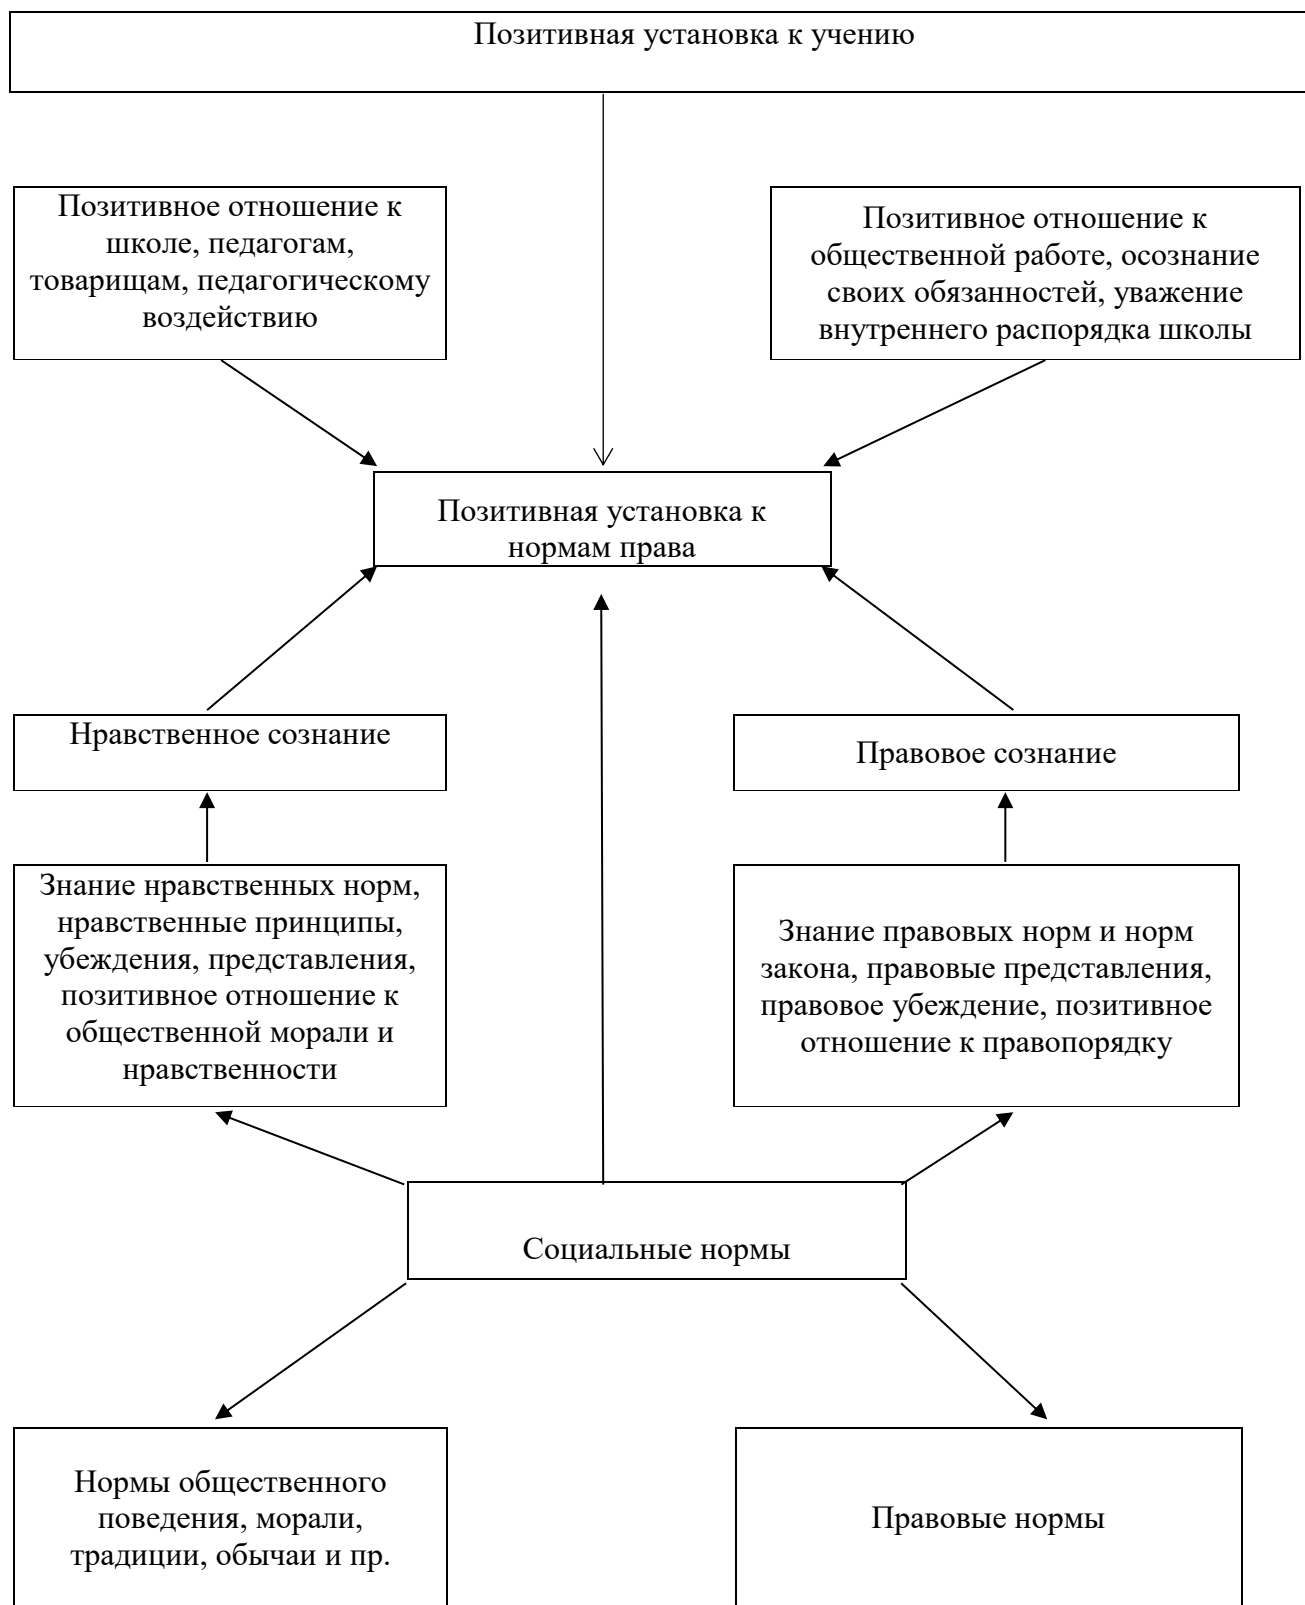 Позитивная установка к учению
Позитивное отношение к
школе, педагогам,
товарищам, педагогическому
воздействию
Позитивное отношение к
общественной работе, осознание
своих обязанностей, уважение
внутреннего распорядка школы
Позитивная установка к
нормам права
Нравственное сознание
Правовое сознание
Знание нравственных норм,
нравственные принципы,
убеждения, представления,
позитивное отношение к
общественной морали и
нравственности
Знание правовых норм и норм
закона, правовые представления,
правовое убеждение, позитивное
отношение к правопорядку
Социальные нормы
Нормы общественного
поведения, морали,
традиции, обычаи и пр.
Правовые нормы